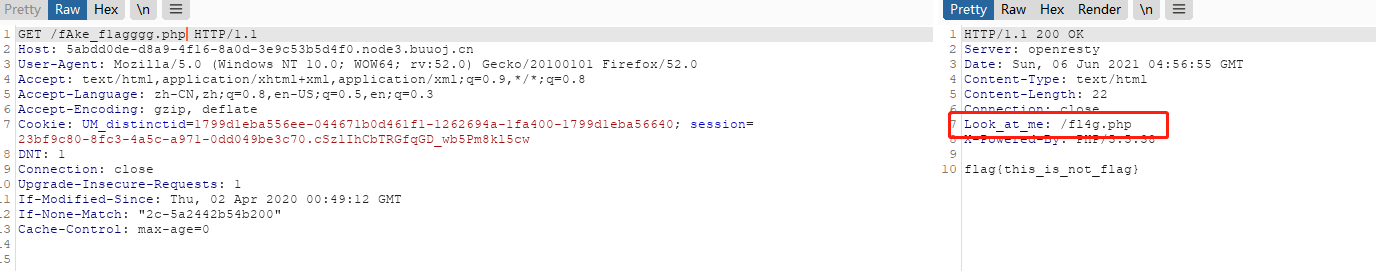 Pretty Raw Hex \n
1 GET /fAke_flagggg.php HTTP/1.1
2 Host: 5abdd0de-d8a9-4f16-8a0d-3e9c53b5d4f0.node3.buuoj.cn
3 User-Agent: Mozilla/5.0 (Windows NT 10.0; WOW64; rv:52.0) Gecko/20100101 Firefox/52.0
4 Accept: text/html,application/xhtml+xml,application/xml;q=0.9,*/*;q=0.8
5 Accept-Language: zh-CN,zh;q=0.8,en-US;q=0.5,en;q=0.3
6 Accept-Encoding: gzip, deflate
7 Cookie: UM_distinctid=1799d1eba556ee-044671b0d461f1-1262694a-1fa400-1799d1eba56640; session=
23bf9c80-8fc3-4a5c-a971-0dd049be3c70.cSzlIhCbTRGfqGD_wb5Pm8kl5cw
8 DNT: 1
9 Connection: close
10 Upgrade-Insecure-Requests: 1
11 If-Modified-Since: Thu, 02 Apr 2020 00:49:12 GMT
12 If-None-Match: "2c-5a2442b54b200"
13 Cache-Control: max-age=0
14
15
Pretty Raw Hex Render \n
1 HTTP/1.1 200 OK
2 Server: openresty
3 Date: Sun, 06 Jun 2021 04:56:55 GMT
4 Content-Type: text/html
5 Content-Length: 22
6 Connection: close
7 Look_at_me: /fl4g.php
8 X-Powered-By: PHP/5.5.38
9
10 flag{this_is_not_flag}